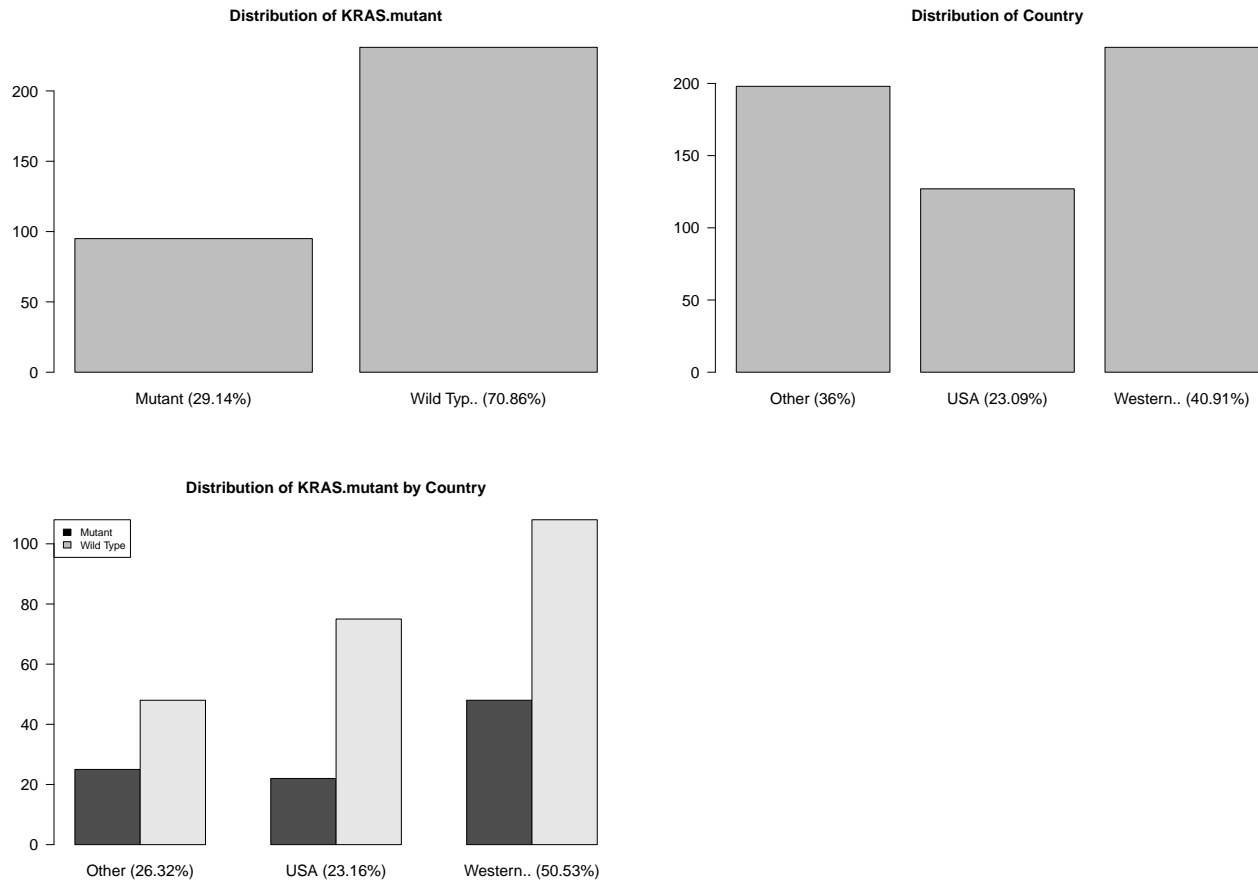 Distribution of KRAS.mutant
200
150
100
50
0
Mutant (29.14%) Wild Typ.. (70.86%)
Distribution of Country
200
150
100
50
0
Other (36%) USA (23.09%) Western.. (40.91%)
Distribution of KRAS.mutant by Country
Mutant
Wild Type
100
80
60
40
20
0
Other (26.32%) USA (23.16%) Western.. (50.53%)